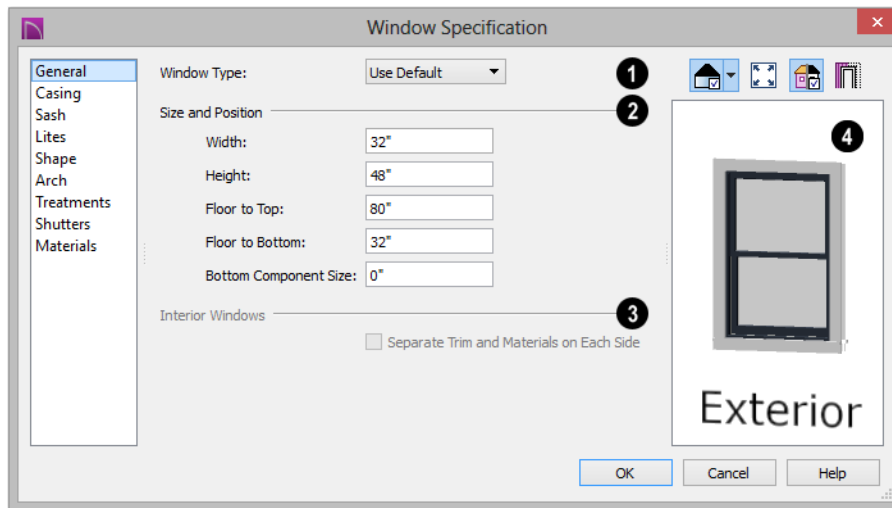 Window Specification
General
Casing
Sash
Lites
Shape
Arch
Treatments
Shutters
Materials
Window Type: Use Default 1
Size and Position 2
Width: 32"
Height: 48"
Floor to Top: 80"
Floor to Bottom: 32"
Bottom Component Size: 0"
Interior Windows 3
Separate Trim and Materials on Each Side
4
Exterior
OK Cancel Help